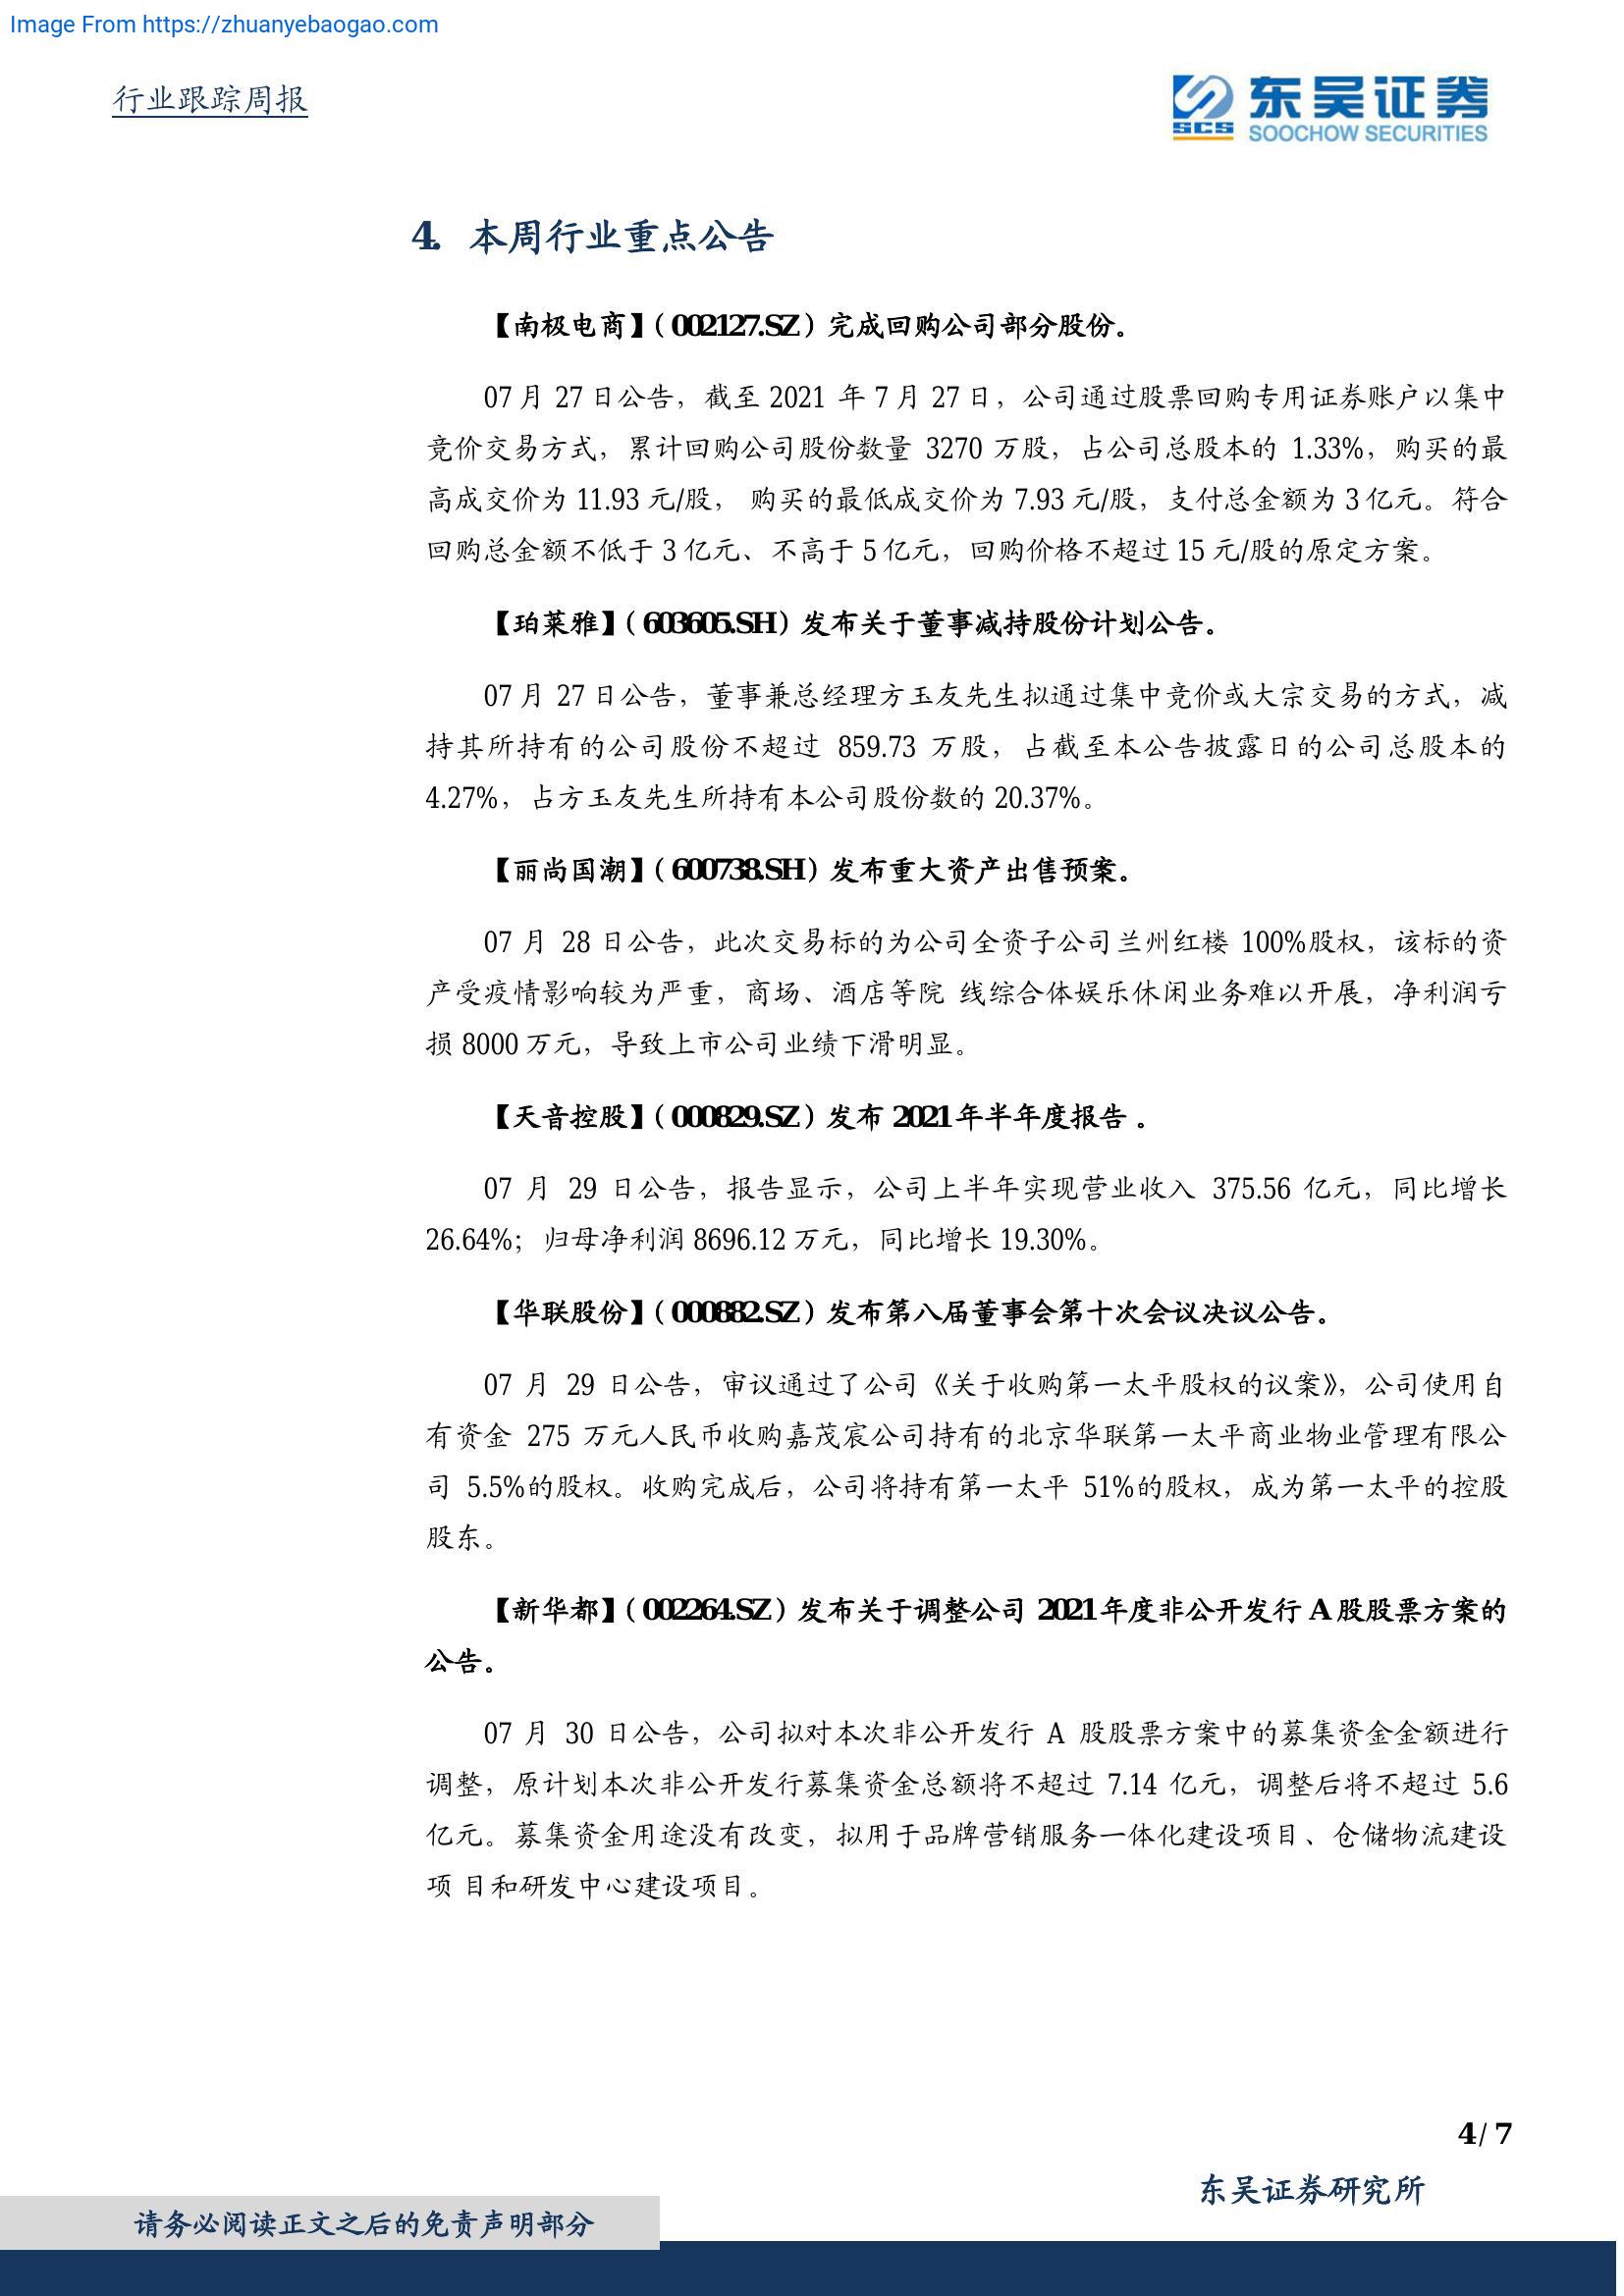 Image From https://zhuanyebaogao.com
行业跟踪周报
SCS
东吴证券
SOOCHOW SECURITIES
4. 本周行业重点公告
【南极电商】（002127.SZ）完成回购公司部分股份。
07 月 27 日公告，截至 2021 年 7 月 27 日，公司通过股票回购专用证券账户以集中
竞价交易方式，累计回购公司股份数量 3270 万股，占公司总股本的 1.33%，购买的最
高成交价为 11.93 元/股， 购买的最低成交价为 7.93 元/股，支付总金额为 3 亿元。符合
回购总金额不低于 3 亿元、不高于 5 亿元，回购价格不超过 15 元/股的原定方案。
【珀莱雅】（603605.SH）发布关于董事减持股份计划公告。
07 月 27 日公告，董事兼总经理方玉友先生拟通过集中竞价或大宗交易的方式，减
持其所持有的公司股份不超过 859.73 万股，占截至本公告披露日的公司总股本的
4.27%，占方玉友先生所持有本公司股份数的 20.37%。
【丽尚国潮】（600738.SH）发布重大资产出售预案。
07 月 28 日公告，此次交易标的为公司全资子公司兰州红楼 100%股权，该标的资
产受疫情影响较为严重，商场、酒店等院 线综合体娱乐休闲业务难以开展，净利润亏
损 8000 万元，导致上市公司业绩下滑明显。
【天音控股】（000829.SZ）发布 2021 年半年度报告 。
07 月 29 日公告，报告显示，公司上半年实现营业收入 375.56 亿元，同比增长
26.64%；归母净利润 8696.12 万元，同比增长 19.30%。
【华联股份】（000882.SZ）发布第八届董事会第十次会议决议公告。
07 月 29 日公告，审议通过了公司《关于收购第一太平股权的议案》，公司使用自
有资金 275 万元人民币收购嘉茂宸公司持有的北京华联第一太平商业物业管理有限公
司 5.5%的股权。收购完成后，公司将持有第一太平 51%的股权，成为第一太平的控股
股东。
【新华都】（002264.SZ）发布关于调整公司 2021 年度非公开发行 A 股股票方案的
公告。
07 月 30 日公告，公司拟对本次非公开发行 A 股股票方案中的募集资金金额进行
调整，原计划本次非公开发行募集资金总额将不超过 7.14 亿元，调整后将不超过 5.6
亿元。募集资金用途没有改变，拟用于品牌营销服务一体化建设项目、仓储物流建设
项 目和研发中心建设项目。
4 / 7
东吴证券研究所
请务必阅读正文之后的免责声明部分